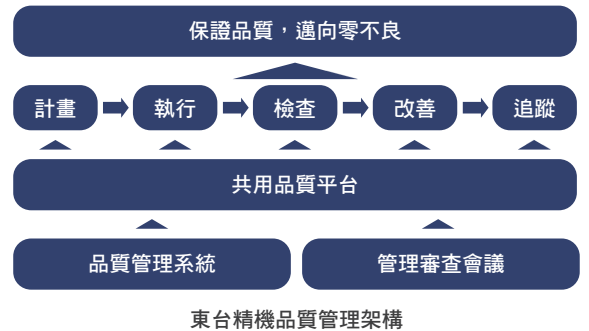 保證品質，邁向零不良
計畫 執行 檢查 改善 追蹤
共用品質平台
品質管理系統 管理審查會議
東台精機品質管理架構